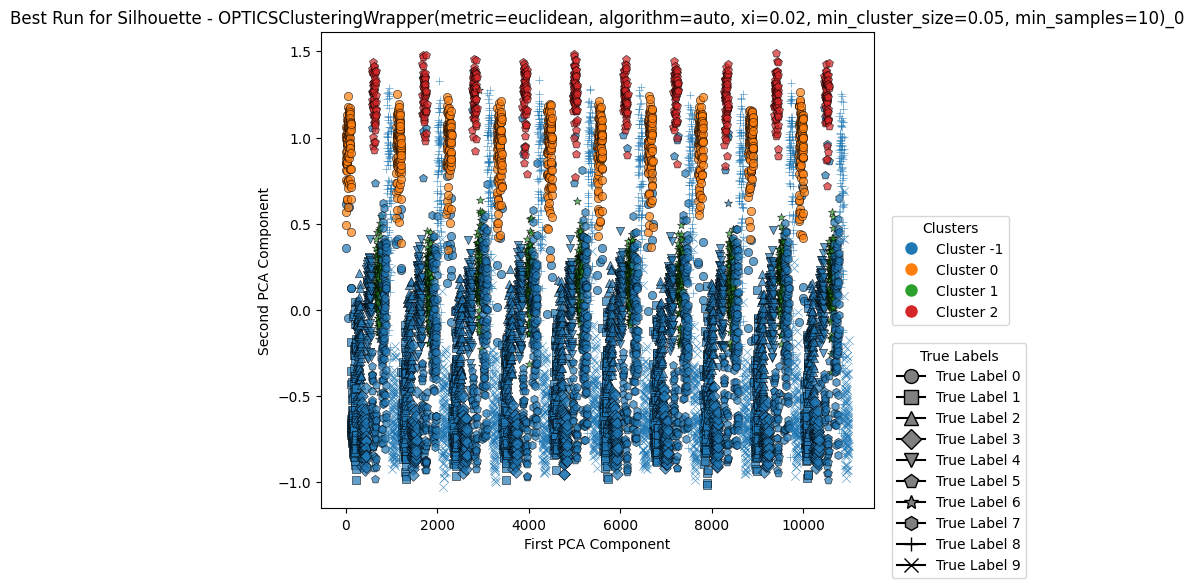 Best Run for Silhouette - OPTICSClusteringWrapper(metric=euclidean, algorithm=auto, xi=0.02, min_cluster_size=0.05, min_samples=10)_0
1.5
1.0
0.5
0.0
−0.5
−1.0
Second PCA Component
0 2000 4000 6000 8000 10000
First PCA Component
Clusters
Cluster -1
Cluster 0
Cluster 1
Cluster 2
True Labels
True Label 0
True Label 1
True Label 2
True Label 3
True Label 4
True Label 5
True Label 6
True Label 7
True Label 8
True Label 9